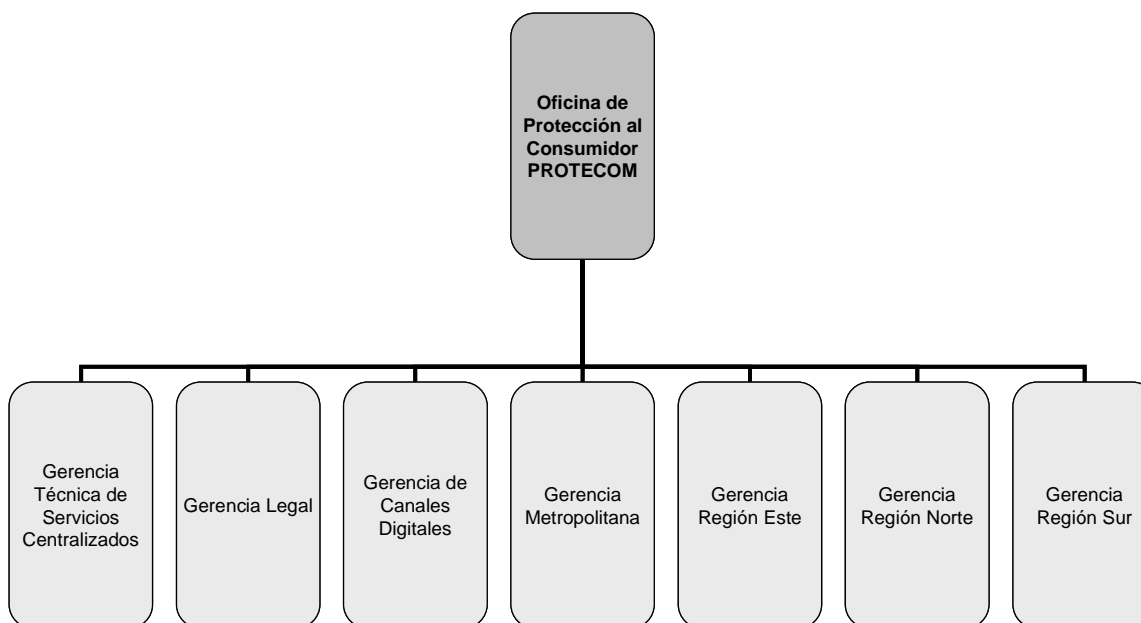 Oficina de
Protección al
Consumidor
PROTECOM
Gerencia
Técnica de
Servicios
Centralizados
Gerencia Legal
Gerencia de
Canales
Digitales
Gerencia
Metropolitana
Gerencia
Región Este
Gerencia
Región Norte
Gerencia
Región Sur